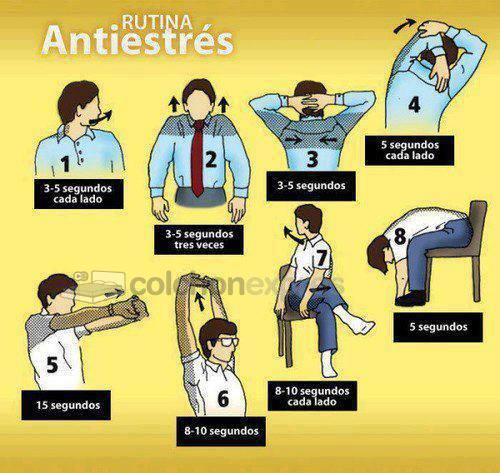 RUTINA
Antiestrés
1
3-5 segundos
cada lado
2
3-5 segundos
tres veces
3
3-5 segundos
4
5 segundos
cada lado
5
15 segundos
6
8-10 segundos
7
8-10 segundos
cada lado
8
5 segundos
colchonexpres